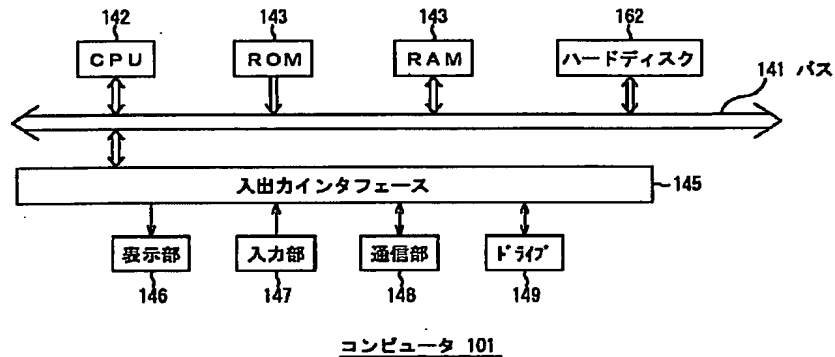 142 143 143 162
CPU ROM RAM ハードディスク
141 バス
入出力インタフェース 145
表示部 入力部 通信部 ドライブ
146 147 148 149
コンピュータ 101